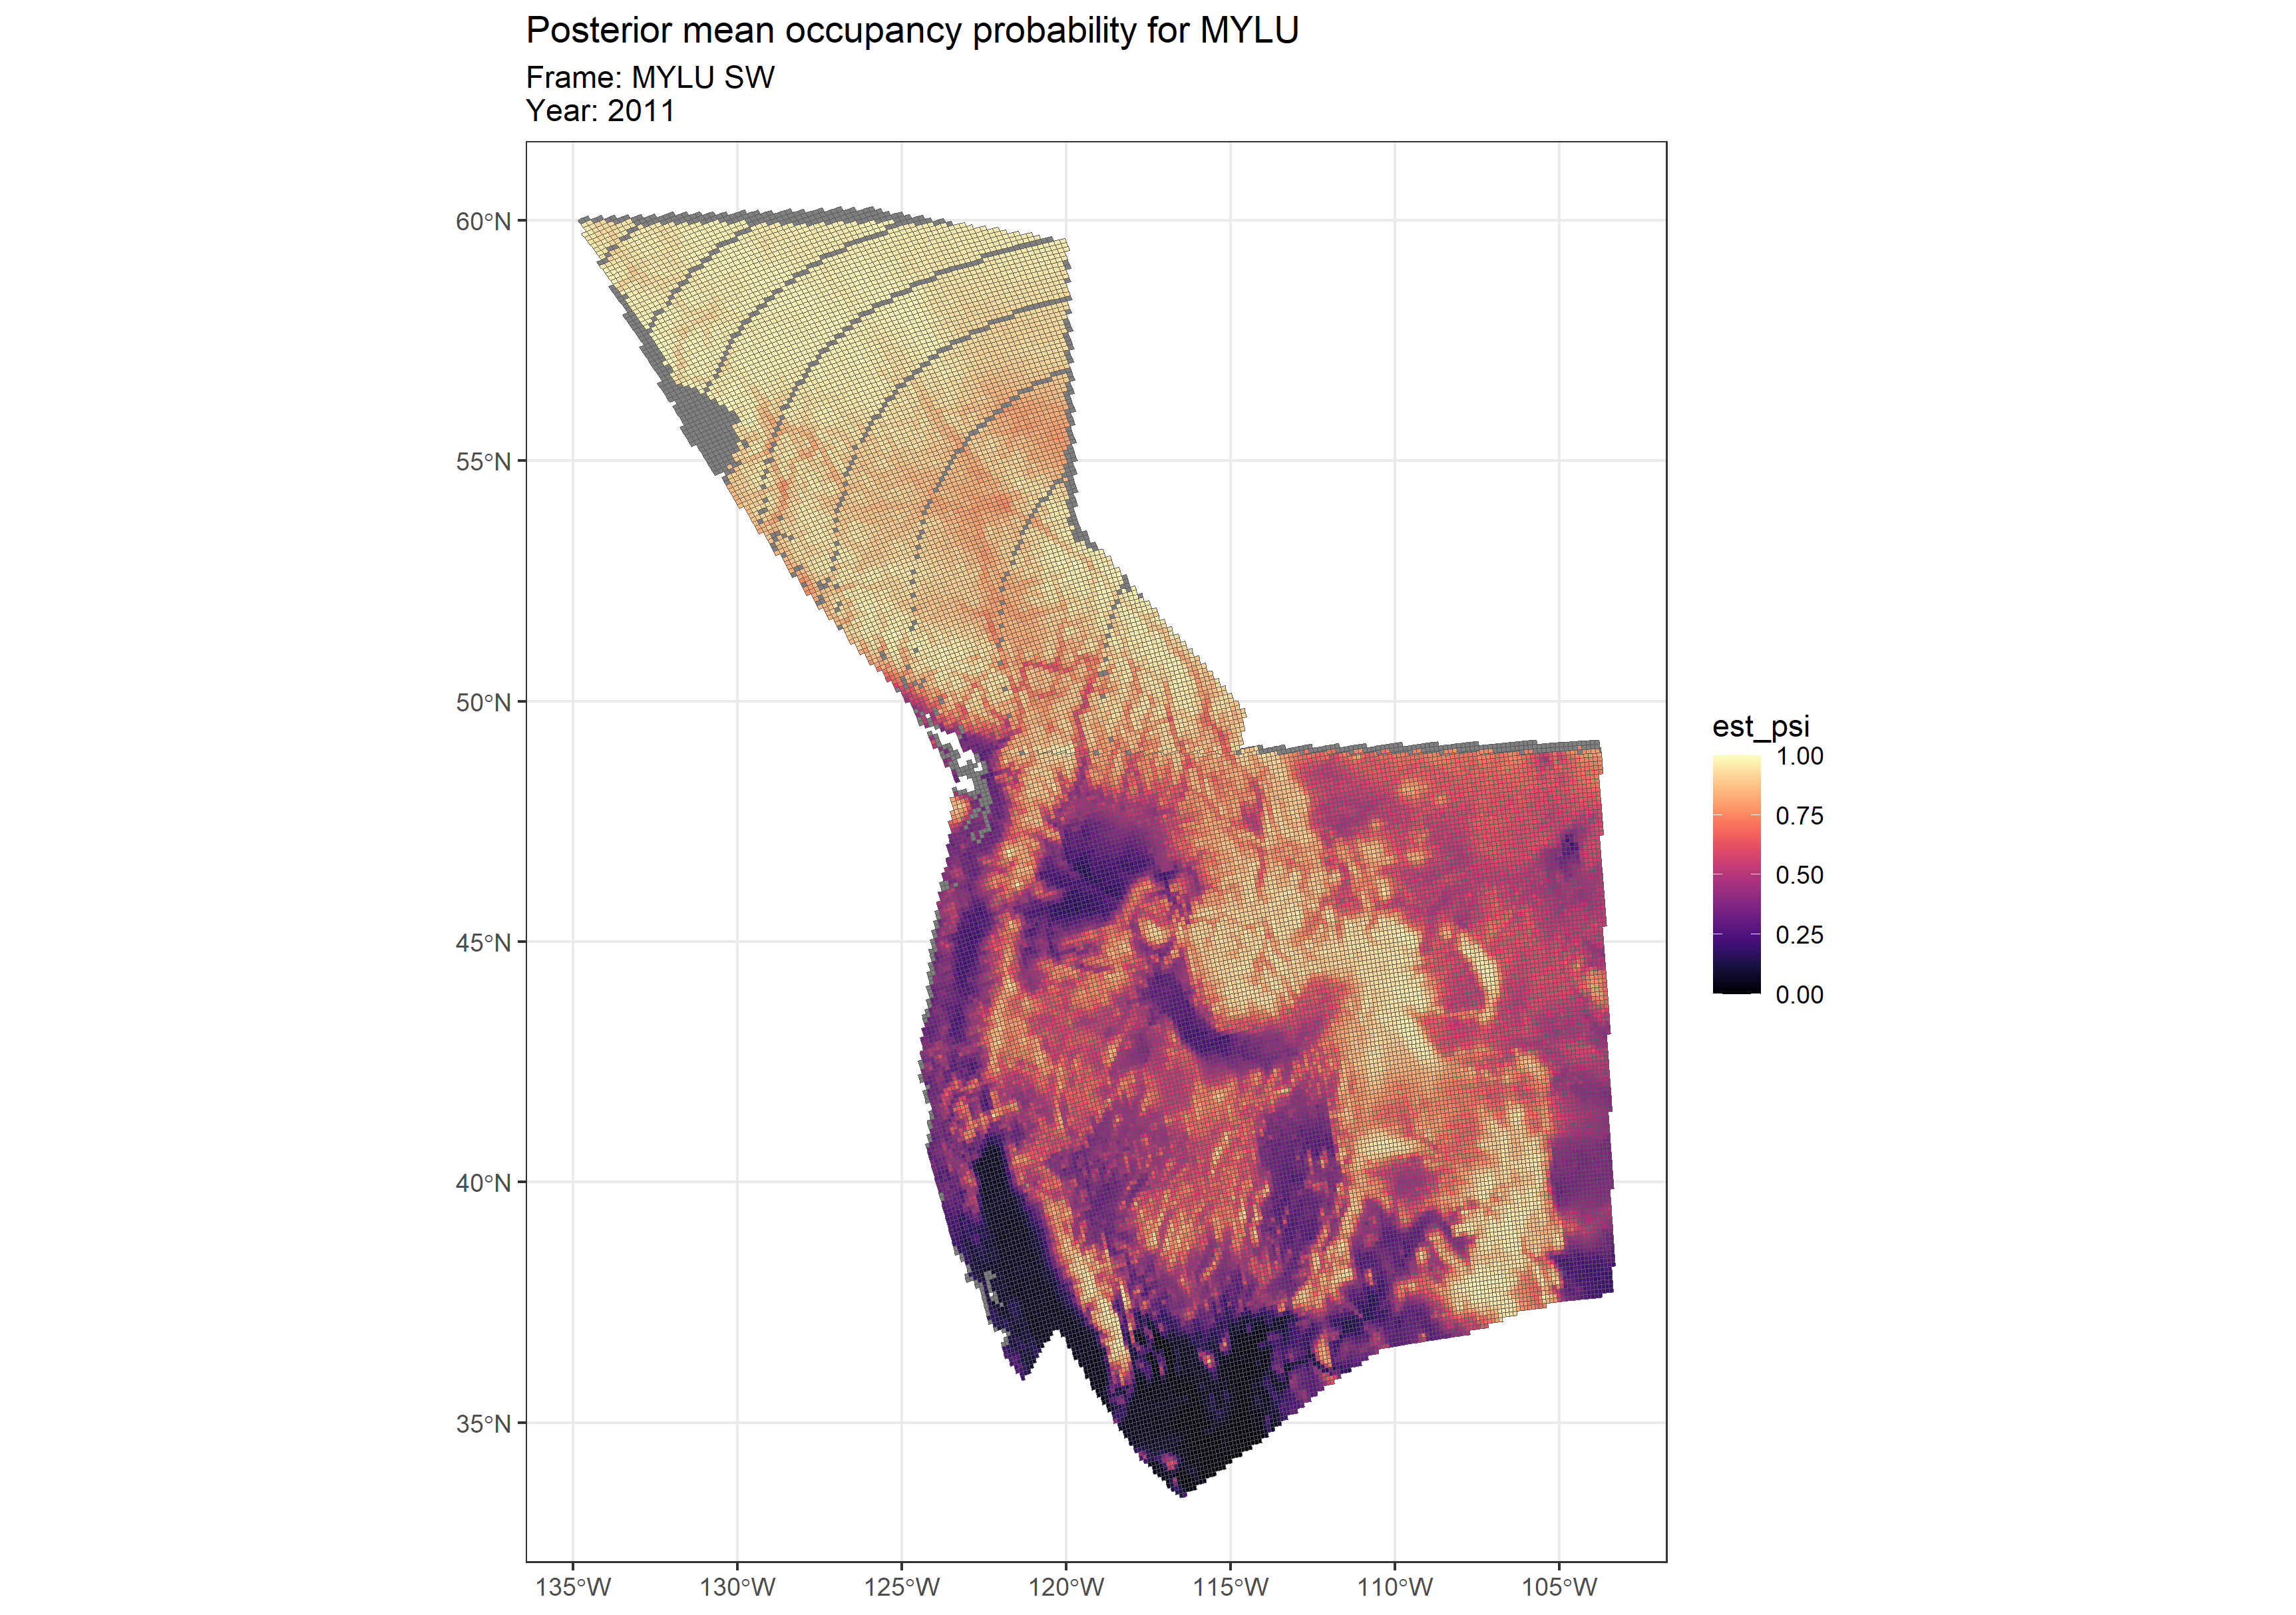 Posterior mean occupancy probability for MYLU
Frame: MYLU SW
Year: 2011
60°N
55°N
50°N
45°N
40°N
35°N
135°W
130°W
125°W
120°W
115°W
110°W
105°W
est_psi
1.00
0.75
0.50
0.25
0.00